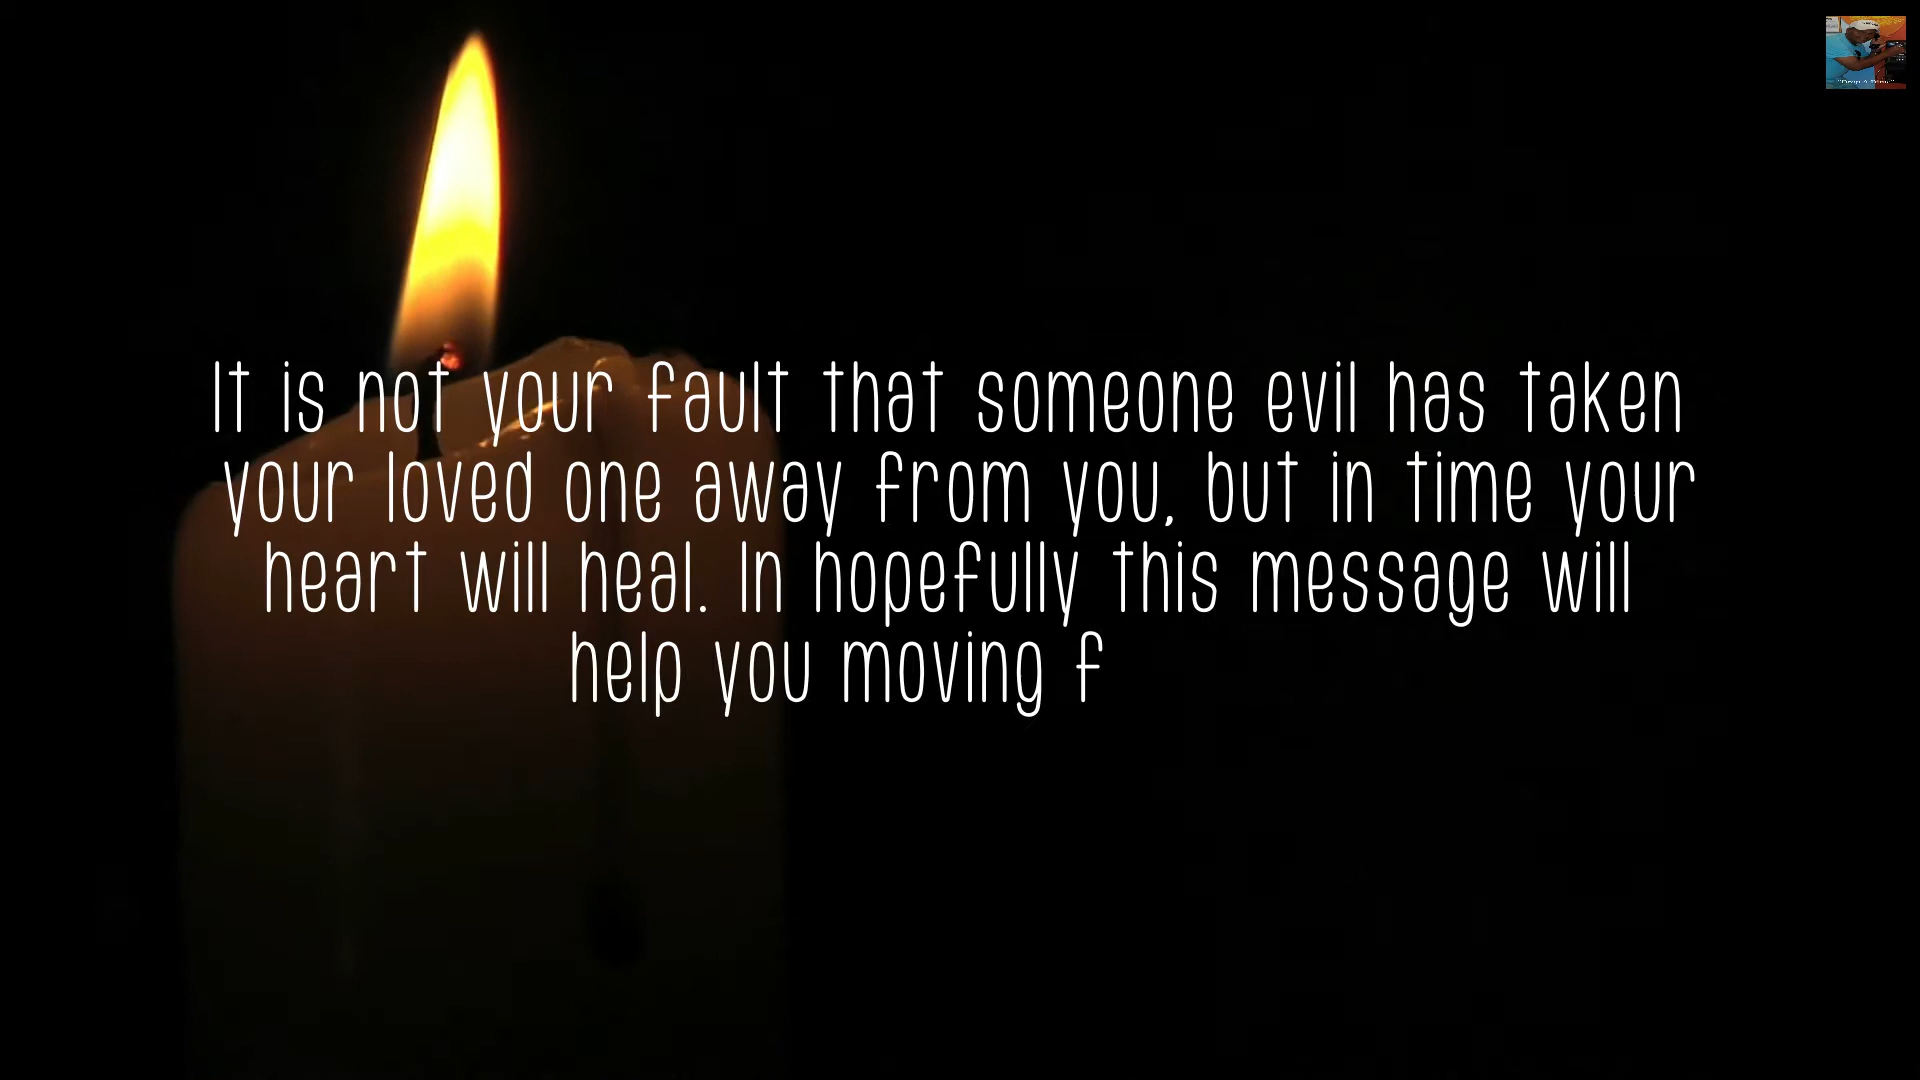 It is not your fault that someone evil has taken
your loved one away from you, but in time your
heart will heal. In hopefully this message will
help you moving f